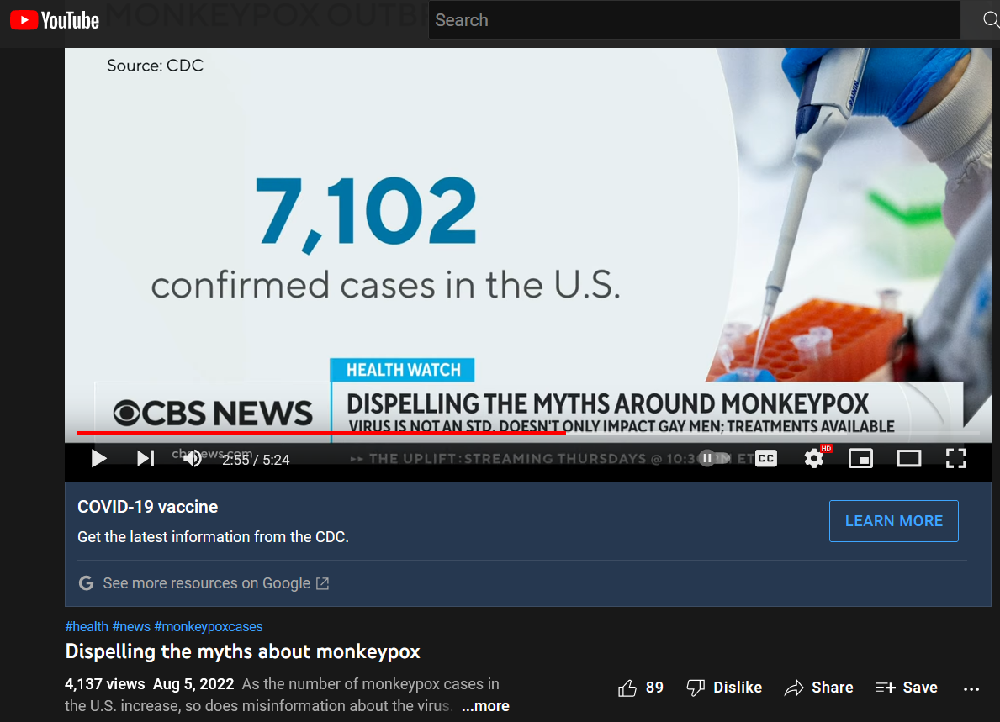 MONKEYPOX OUTB
YouTube
Search
Source: CDC
RAININ
7,102
confirmed cases in the U.S.
HEALTH WATCH
CBS NEWS
DISPELLING THE MYTHS AROUND MONKEYPOX
VIRUS IS NOT AN STD, DOESN'T ONLY IMPACT GAY MEN; TREATMENTS AVAILABLE
cbsnews.com
2:55 / 5:24
THE UPLIFT: STREAMING THURSDAYS @ 10:3 PM ET
CC
HD
COVID-19 vaccine
Get the latest information from the CDC.
LEARN MORE
G See more resources on Google
#health #news #monkeypoxcases
Dispelling the myths about monkeypox
4,137 views Aug 5, 2022 As the number of monkeypox cases in
the U.S. increase, so does misinformation about the virus. ...more
89 Dislike Share Save ...